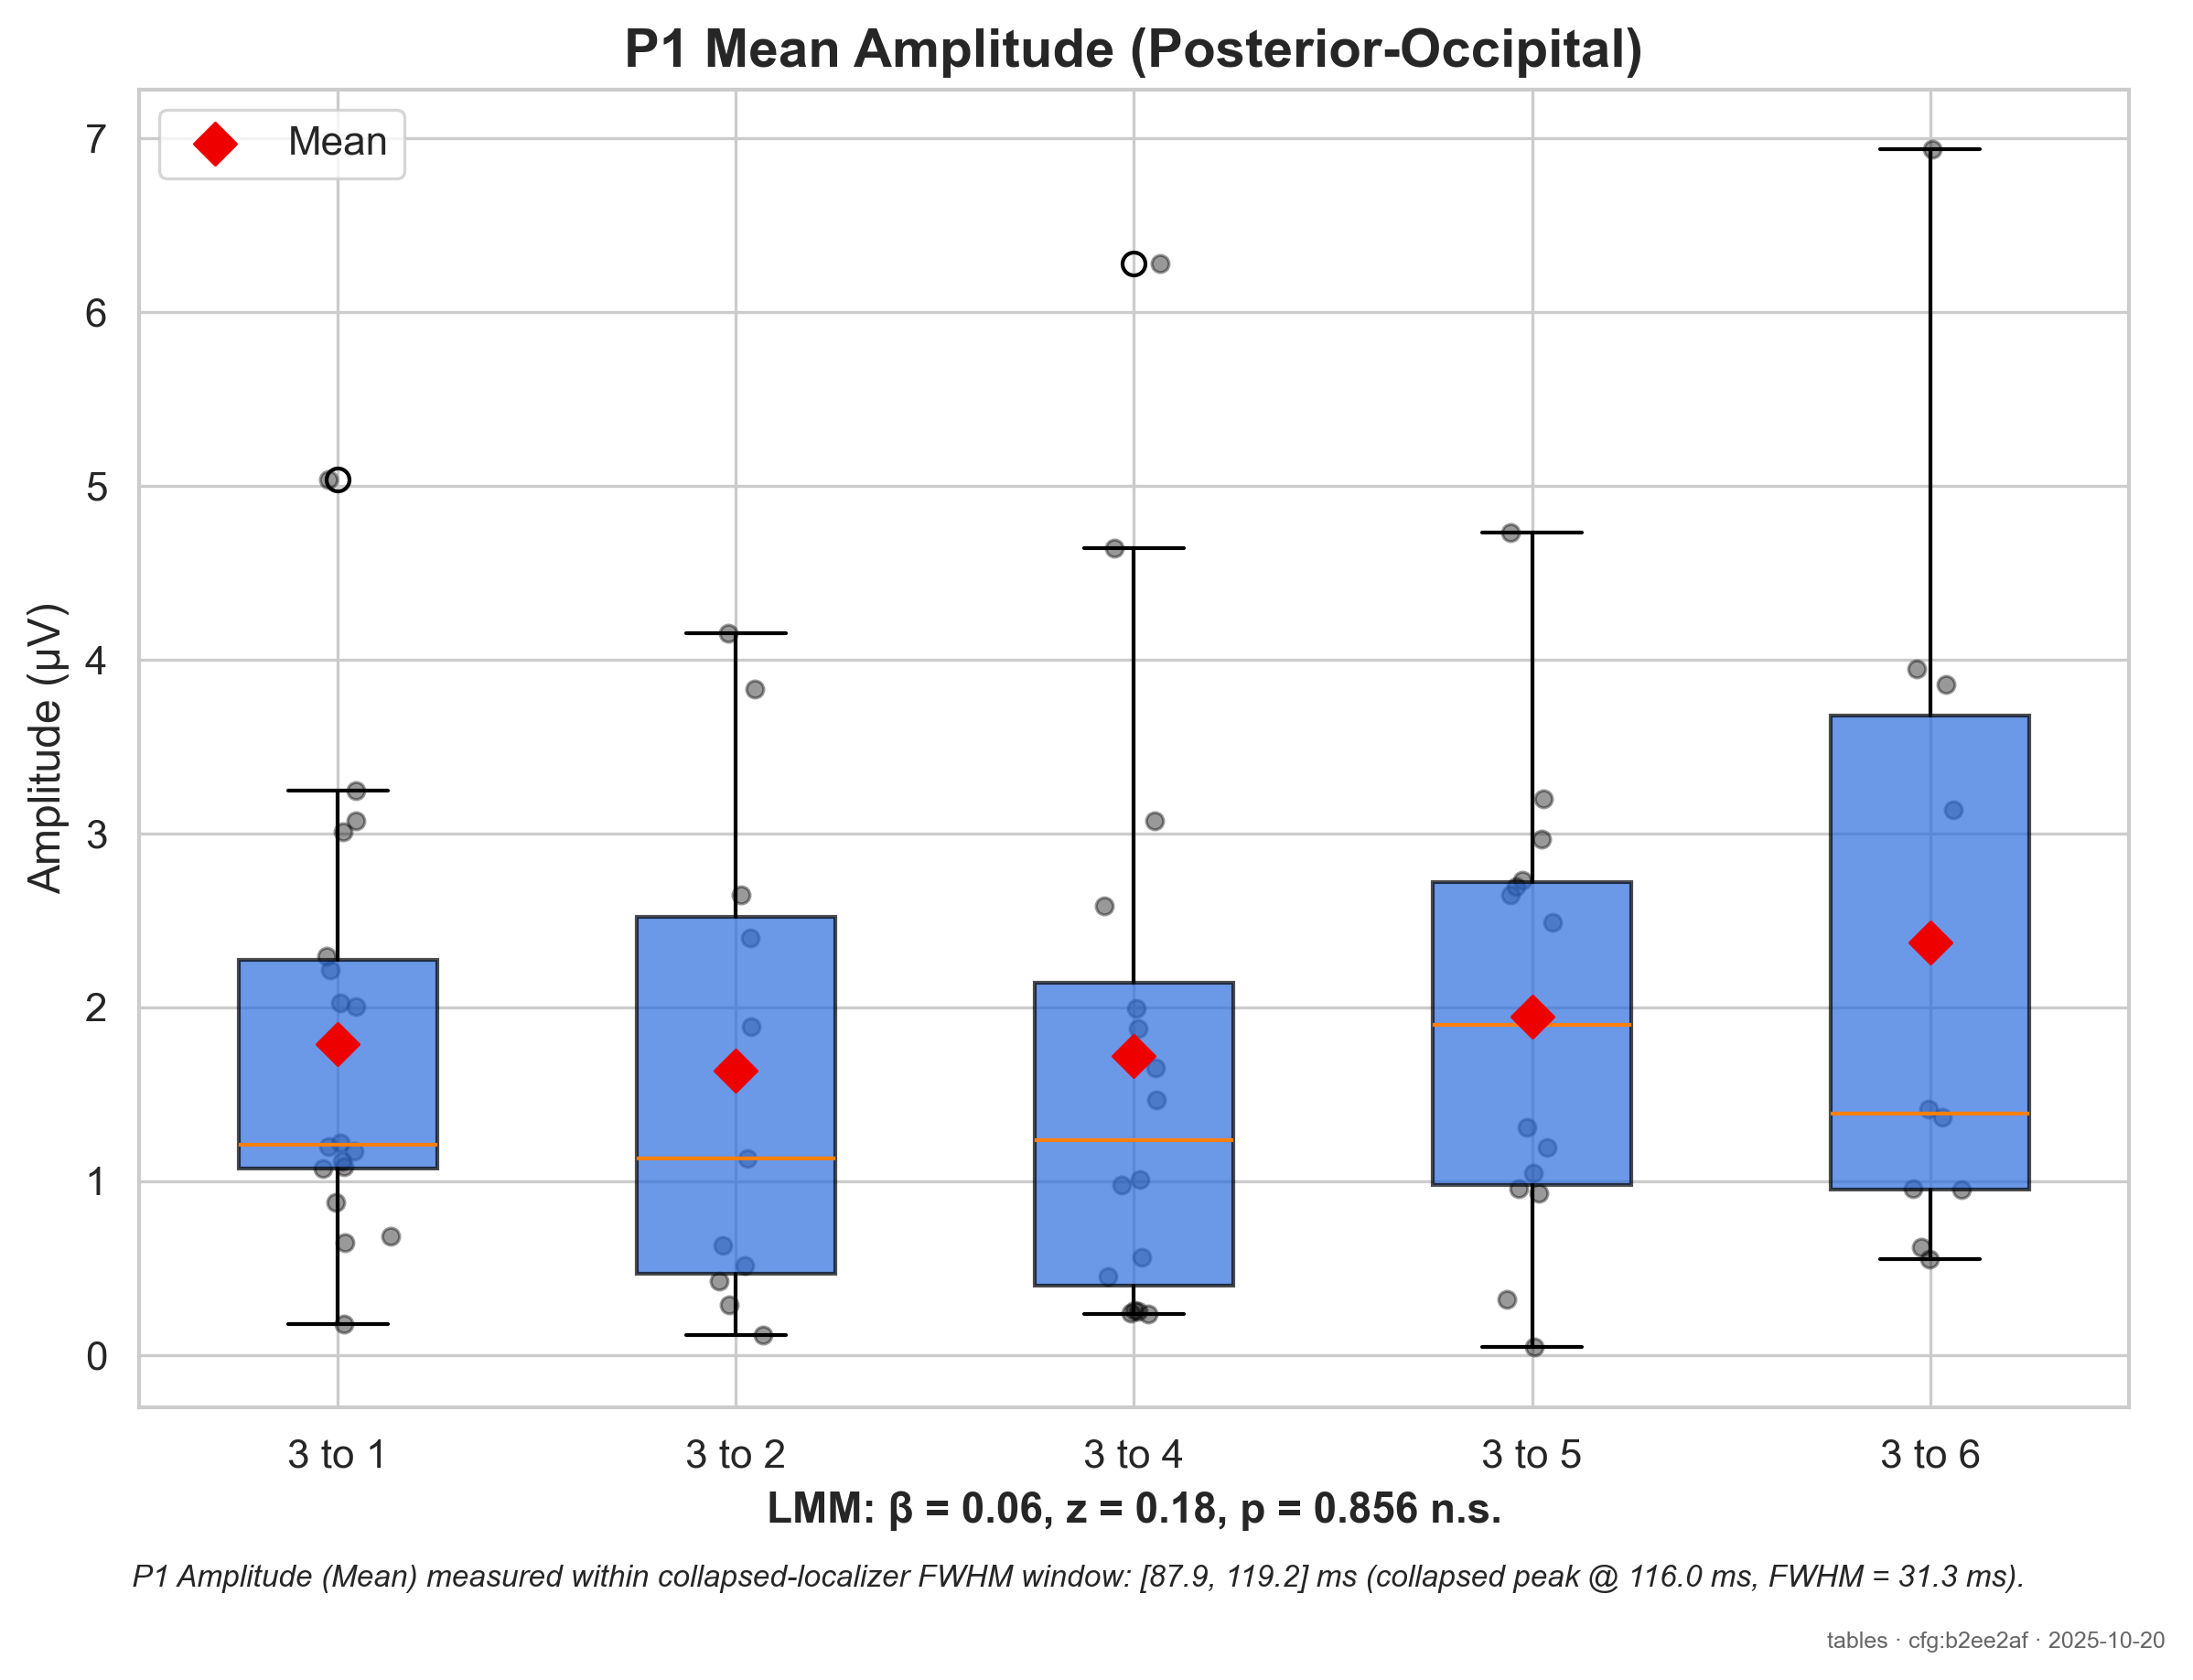 P1 Mean Amplitude (Posterior-Occipital)
Mean
Amplitude (µV)
7
6
5
4
3
2
1
0
3 to 1
3 to 2
3 to 4
3 to 5
3 to 6
LMM: β = 0.06, z = 0.18, p = 0.856 n.s.
P1 Amplitude (Mean) measured within collapsed-localizer FWHM window: [87.9, 119.2] ms (collapsed peak @ 116.0 ms, FWHM = 31.3 ms).
tables · cfg:b2ee2af · 2025-10-20